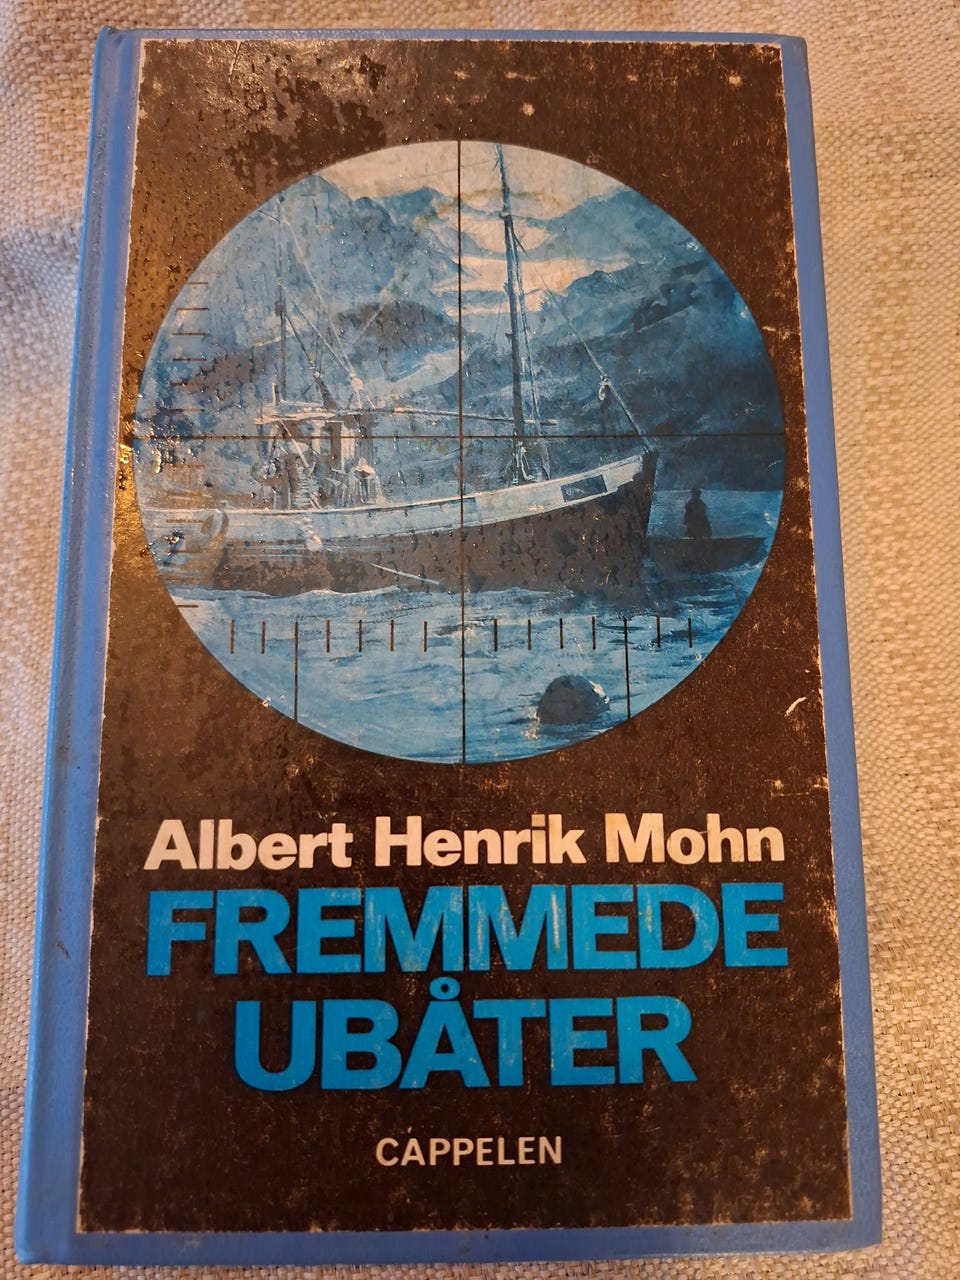 Albert Henrik Mohn
FREMMEDE
UBÅTER
CAPPELEN